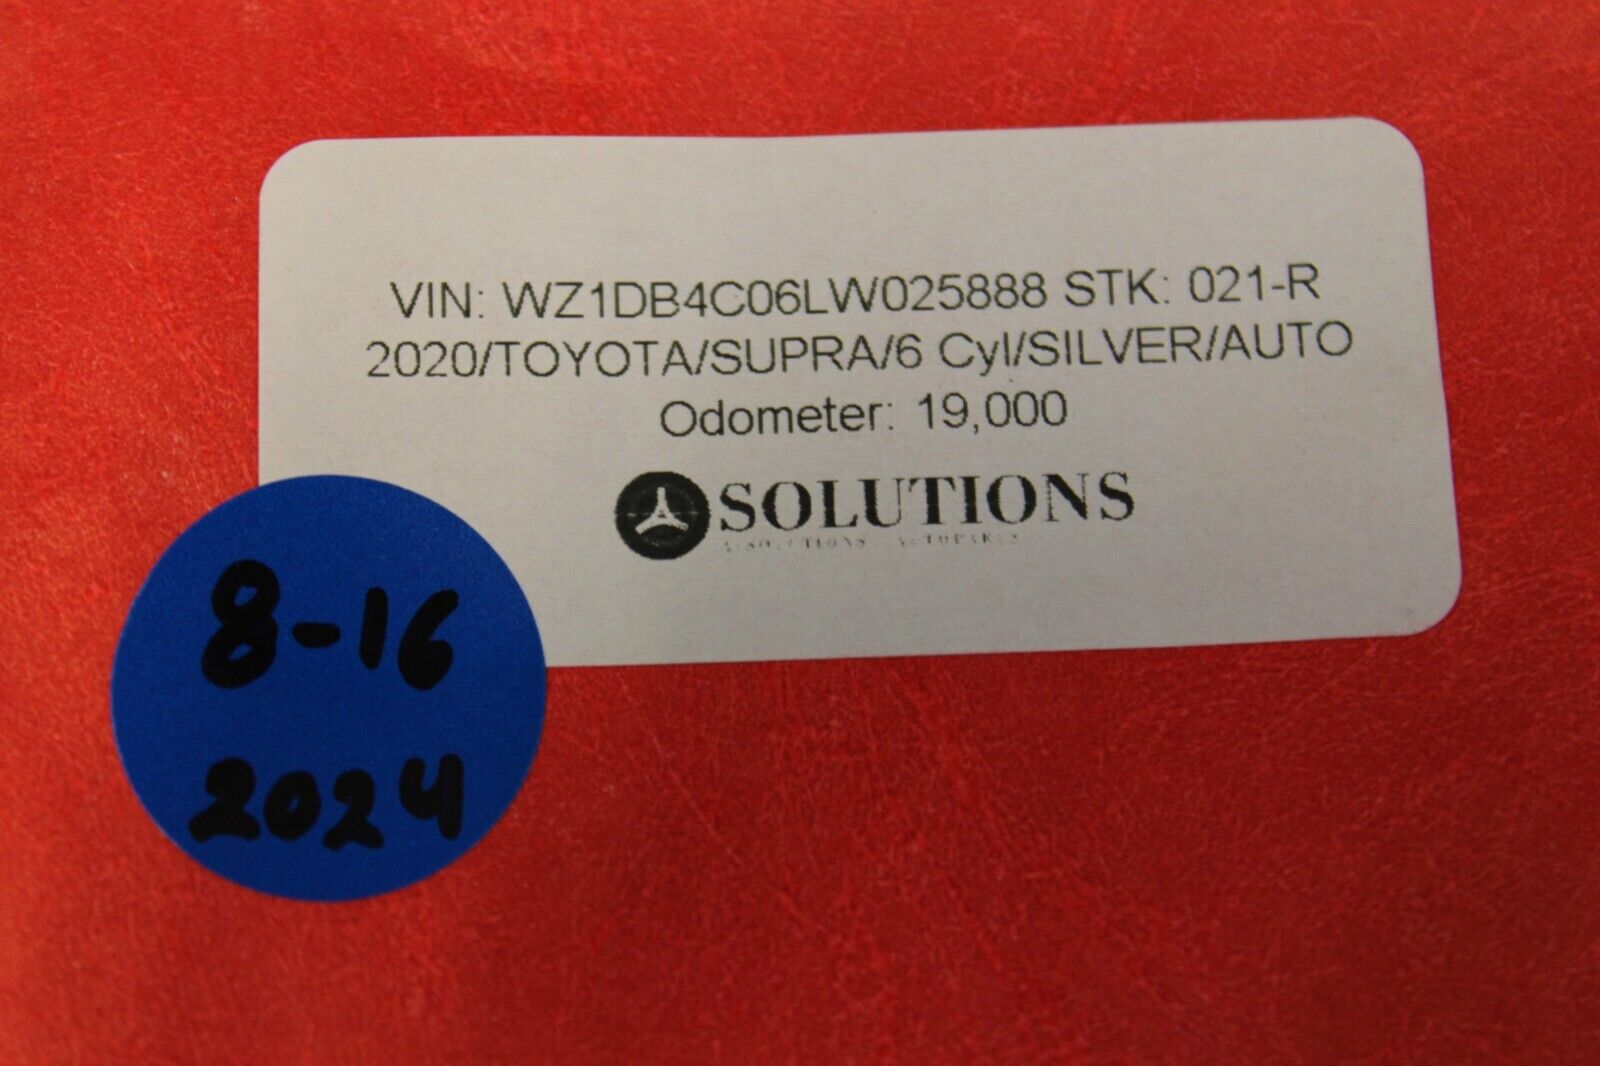 VIN: WZ1DB4C06LW025888 STK: 021-R
2020/TOYOTA/SUPRA/6 Cyl/SILVER/AUTO
Odometer: 19,000
SOLUTIONS
8-16
2024